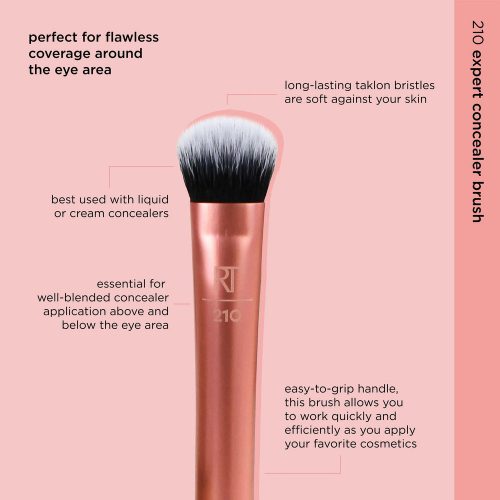 perfect for flawless
coverage around
the eye area
210 expert concealer brush
long-lasting taklon bristles
are soft against your skin
best used with liquid
or cream concealers
essential for
well-blended concealer
application above and
below the eye area
RT
210
easy-to-grip handle,
this brush allows you
to work quickly and
efficiently as you apply
your favorite cosmetics